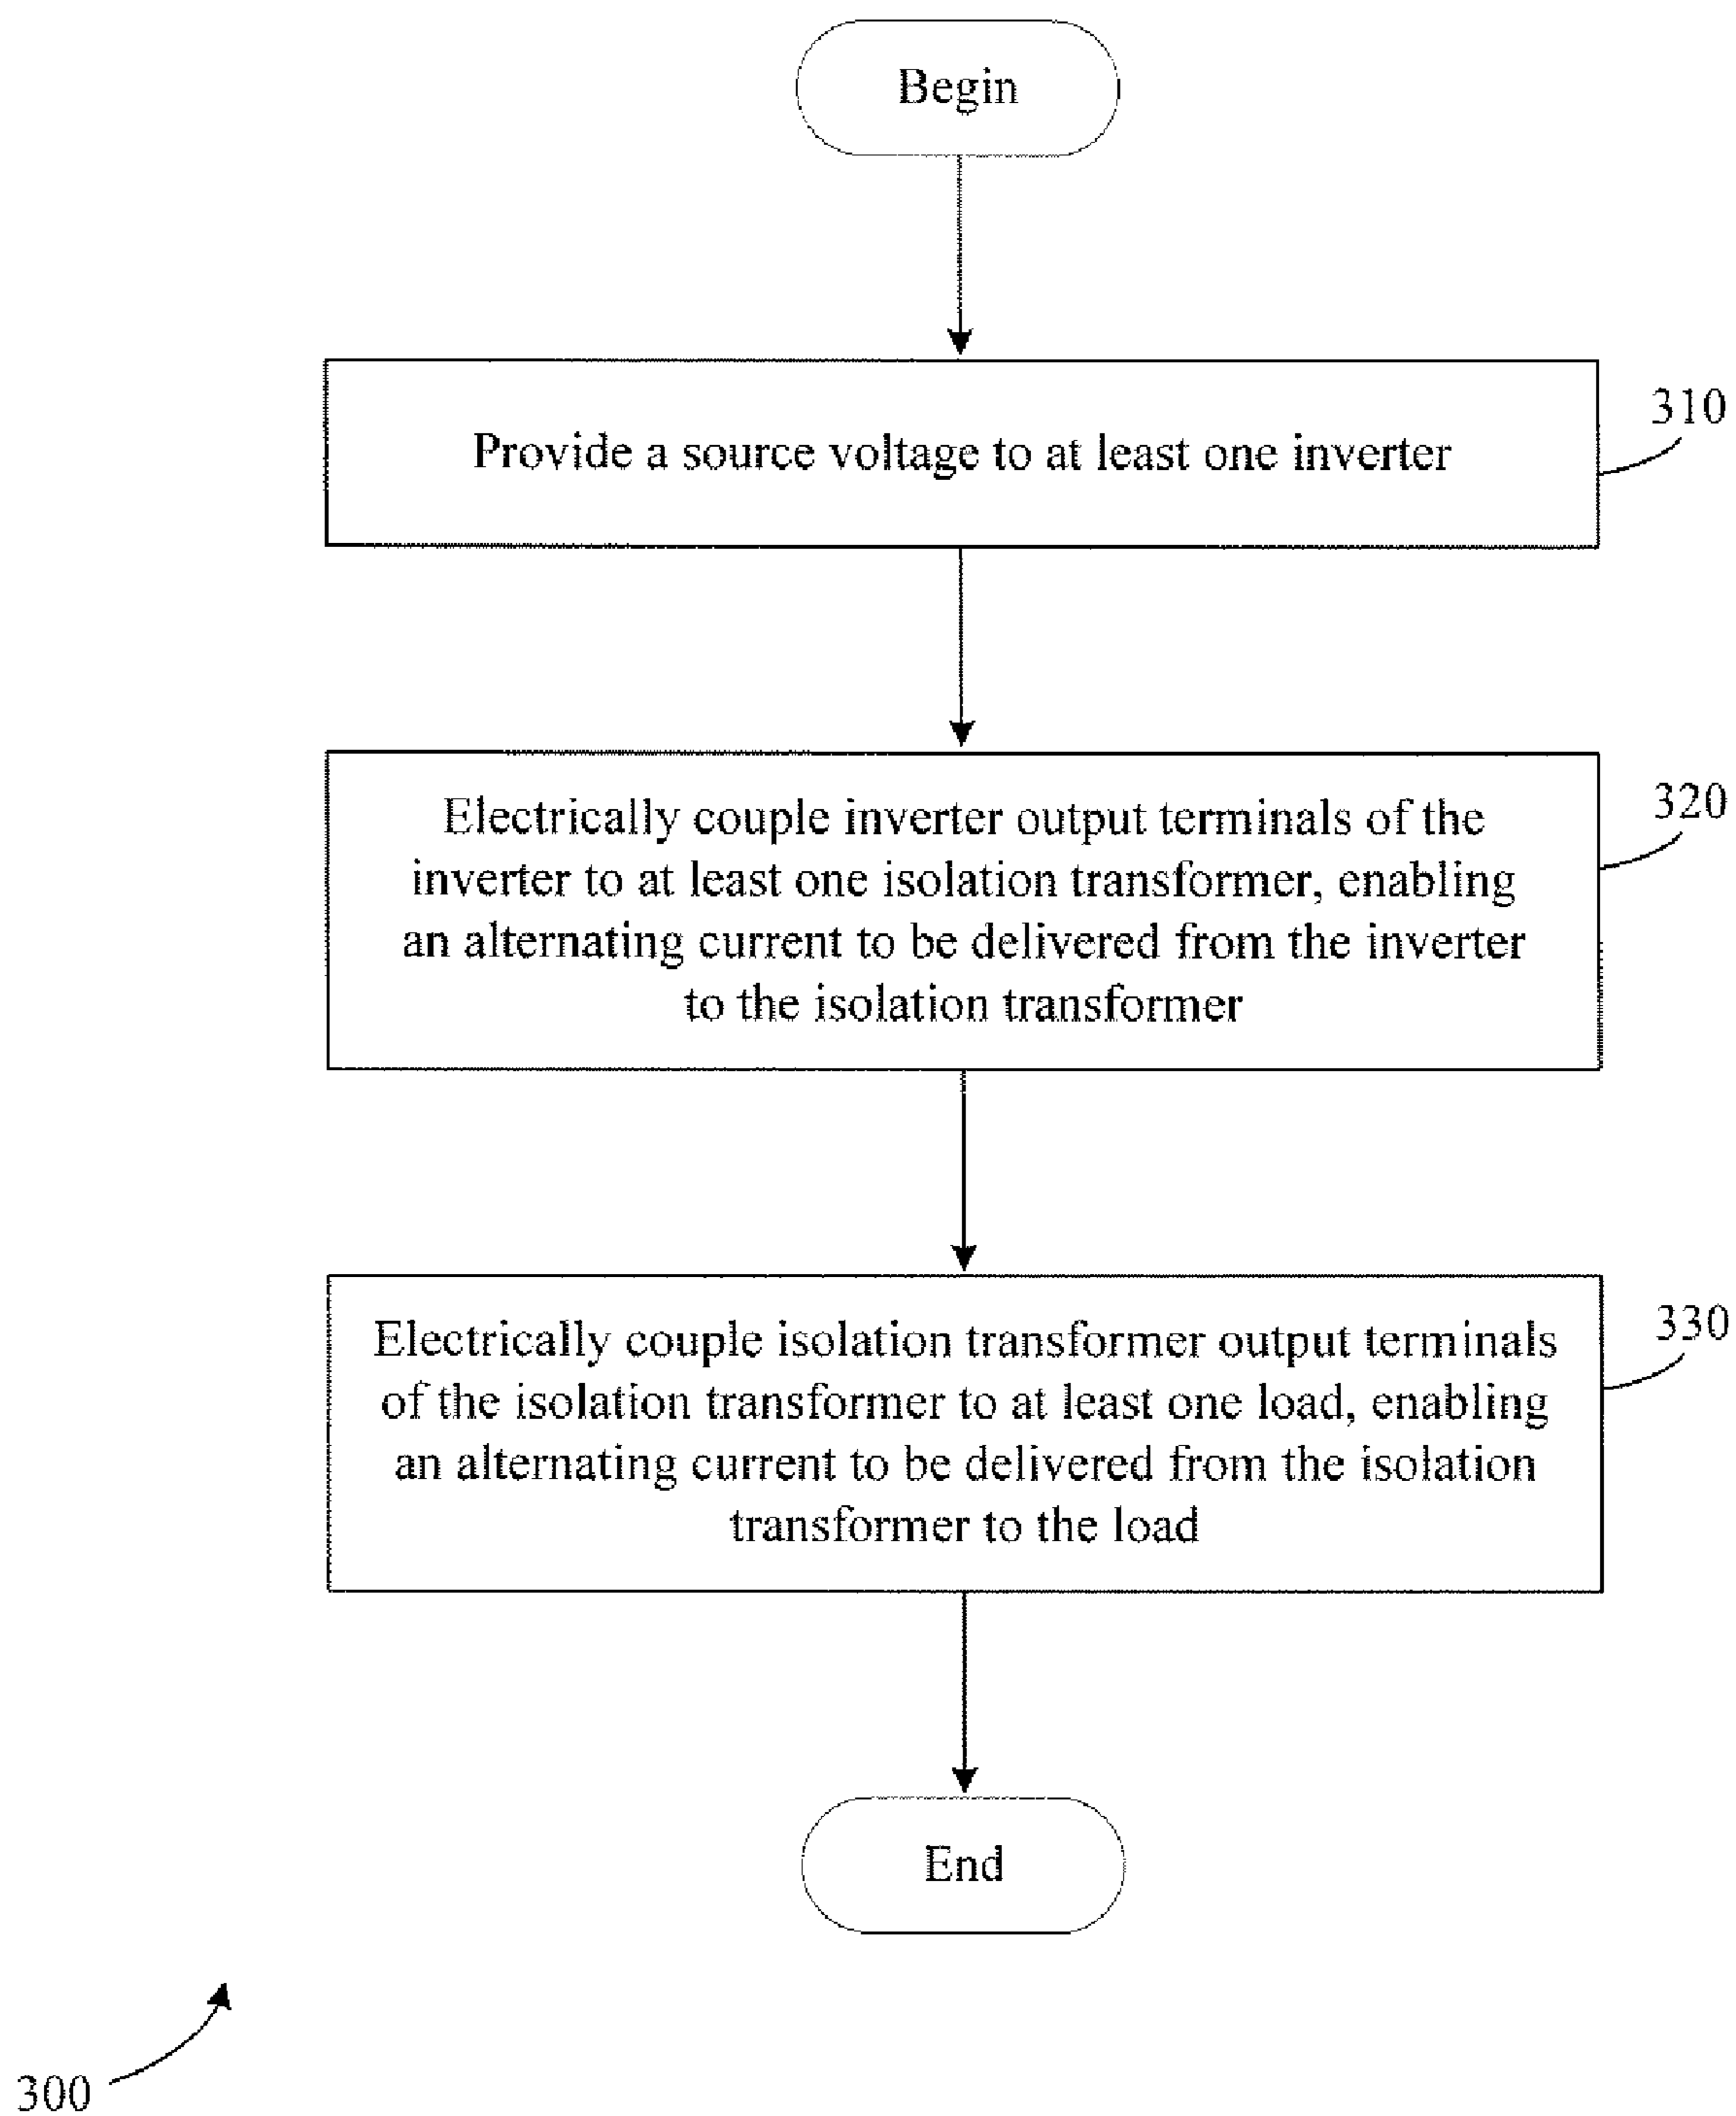 Begin
Provide a source voltage to at least one inverter
310
Electrically couple inverter output terminals of the
inverter to at least one isolation transformer, enabling
an alternating current to be delivered from the inverter
to the isolation transformer
320
Electrically couple isolation transformer output terminals
of the isolation transformer to at least one load, enabling
an alternating current to be delivered from the isolation
transformer to the load
330
End
300